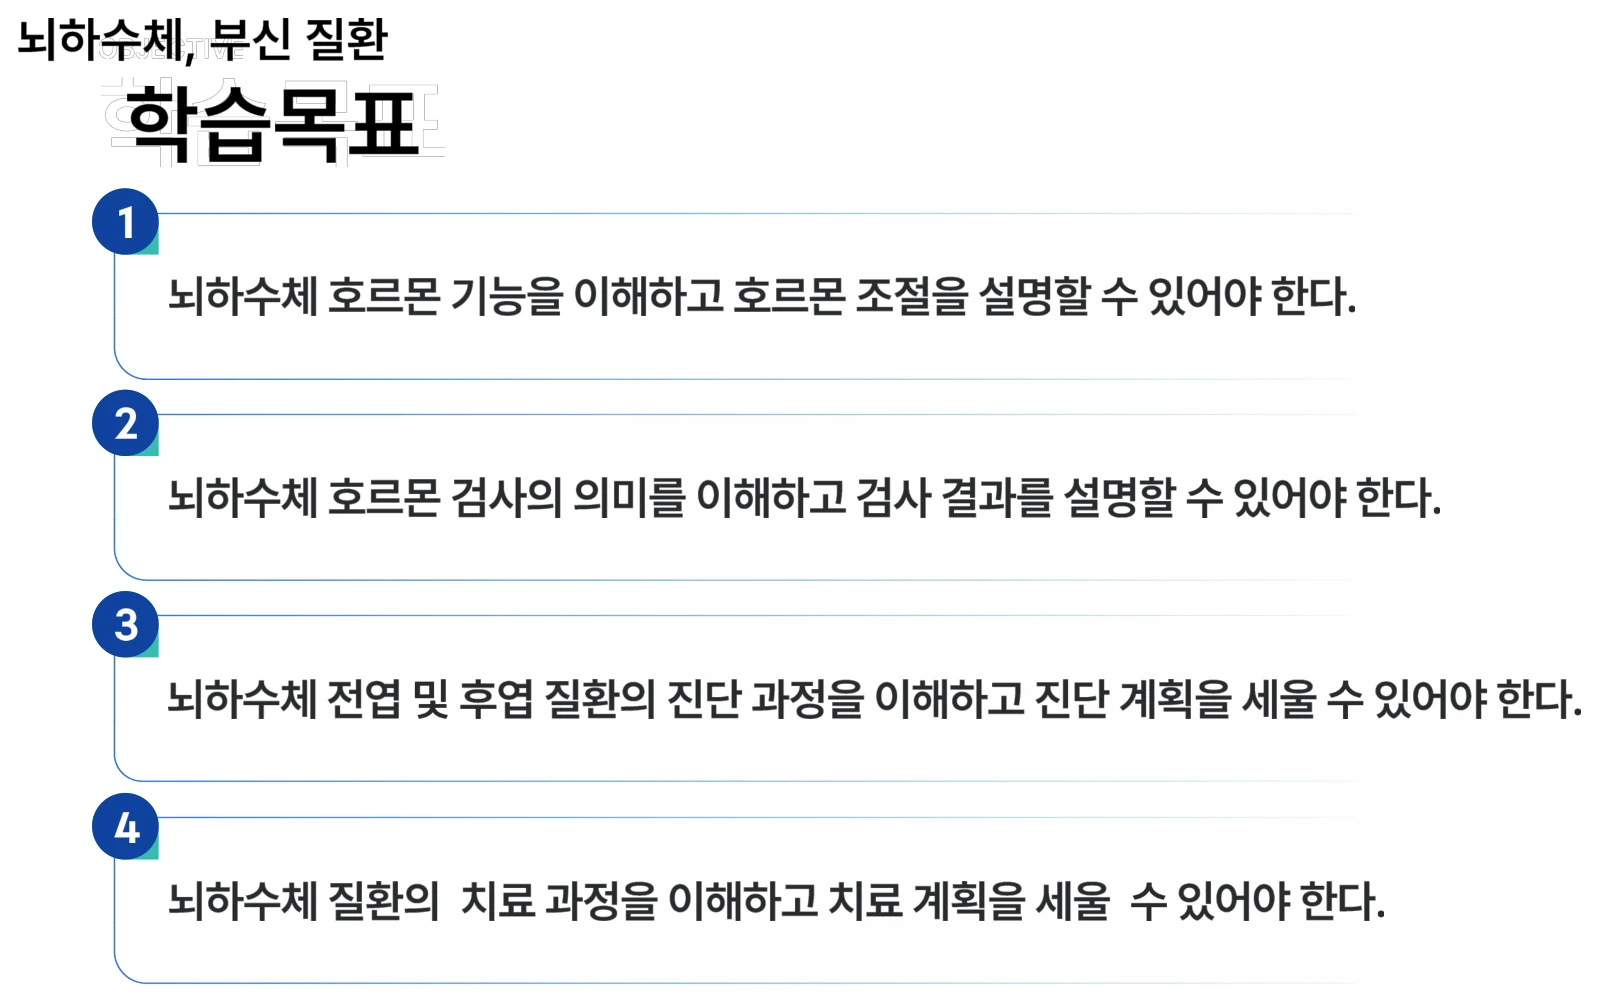 뇌하수체, 부신 질환
OBJECTIVE
학습목표
1
뇌하수체 호르몬 기능을 이해하고 호르몬 조절을 설명할 수 있어야 한다.
2
뇌하수체 호르몬 검사의 의미를 이해하고 검사 결과를 설명할 수 있어야 한다.
3
뇌하수체 전엽 및 후엽 질환의 진단 과정을 이해하고 진단 계획을 세울 수 있어야 한다.
4
뇌하수체 질환의 치료 과정을 이해하고 치료 계획을 세울 수 있어야 한다.